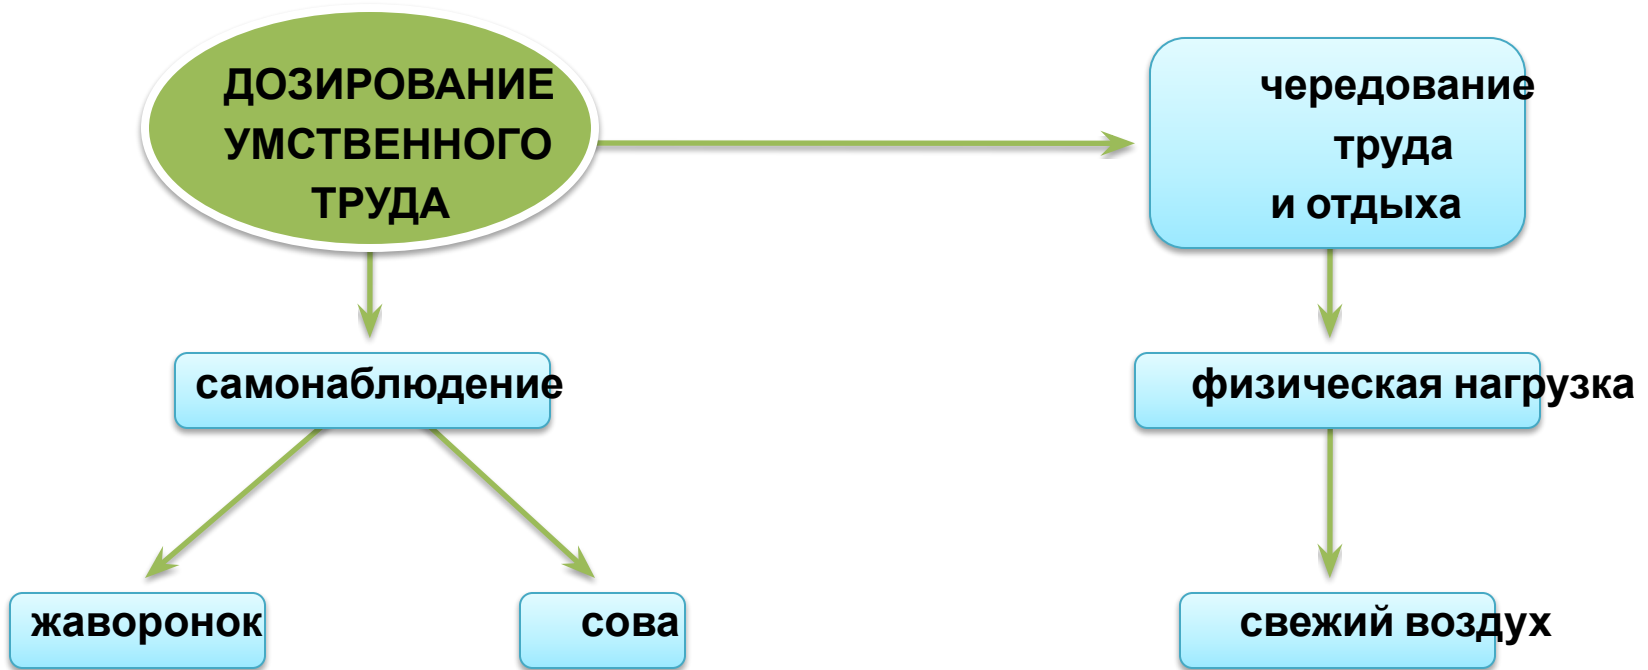 ДОЗИРОВАНИЕ
УМСТВЕННОГО
ТРУДА
чередование
труда
и отдыха
самонаблюдение
физическая нагрузка
жаворонок
сова
свежий воздух